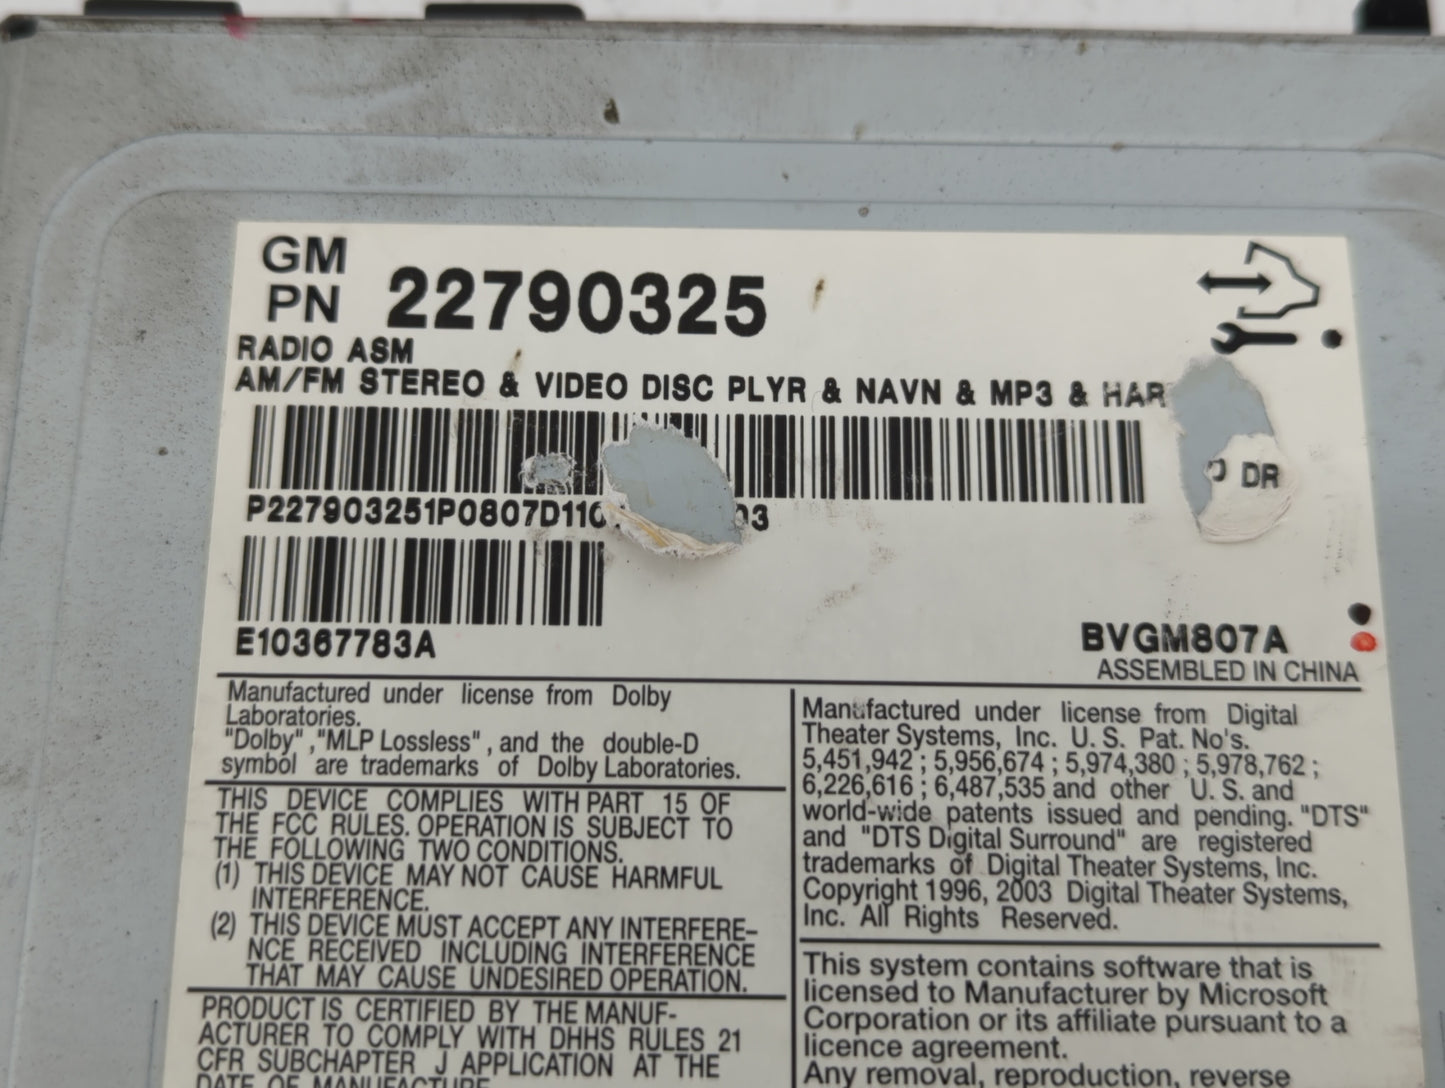 GM
PN 22790325
RADIO ASM
AM/FM STEREO & VIDEO DISC PLYR & NAVN & MP3 & HAR
DR
P227903251P0807D110
03
E10367783A
BVGM807A
ASSEMBLED IN CHINA
Manufactured under license from Dolby
Laboratories.
"Dolby", "MLP Lossless", and the double-D
symbol are trademarks of Dolby Laboratories.
THIS DEVICE COMPLIES WITH PART 15 OF
THE FCC RULES. OPERATION IS SUBJECT TO
THE FOLLOWING TWO CONDITIONS.
(1) THIS DEVICE MAY NOT CAUSE HARMFUL
INTERFERENCE.
(2) THIS DEVICE MUST ACCEPT ANY INTERFERE-
NCE RECEIVED INCLUDING INTERFERENCE
THAT MAY CAUSE UNDESIRED OPERATION.
PRODUCT IS CERTIFIED BY THE MANUF-
ACTURER TO COMPLY WITH DHHS RULES 21
CFR SUBCHAPTER J APPLICATION AT THE
DATE OF MANUFACTURE
Manufactured under license from Digital
Theater Systems, Inc. U. S. Pat. No's.
5,451,942 ; 5,956,674 ; 5,974,380 ; 5,978,762 ;
6,226,616 ; 6,487,535 and other U. S. and
world-wide patents issued and pending. "DTS"
and "DTS Digital Surround" are registered
trademarks of Digital Theater Systems, Inc.
Copyright 1996, 2003 Digital Theater Systems,
Inc. All Rights Reserved.
This system contains software that is
licensed to Manufacturer by Microsoft
Corporation or its affiliate pursuant to a
licence agreement.
Any removal, reproduction, reverse